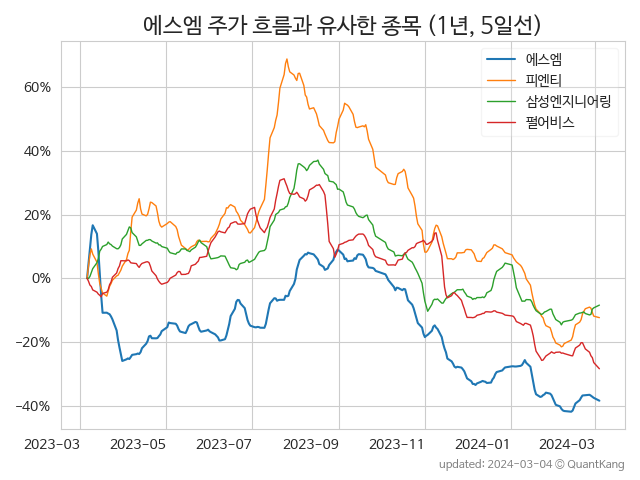 에스엠 주가 흐름과 유사한 종목 (1년, 5일선)
에스엠
피엔티
삼성엔지니어링
펄어비스
60%
40%
20%
0%
−20%
−40%
2023-03
2023-05
2023-07
2023-09
2023-11
2024-01
2024-03
updated: 2024-03-04 © QuantKang